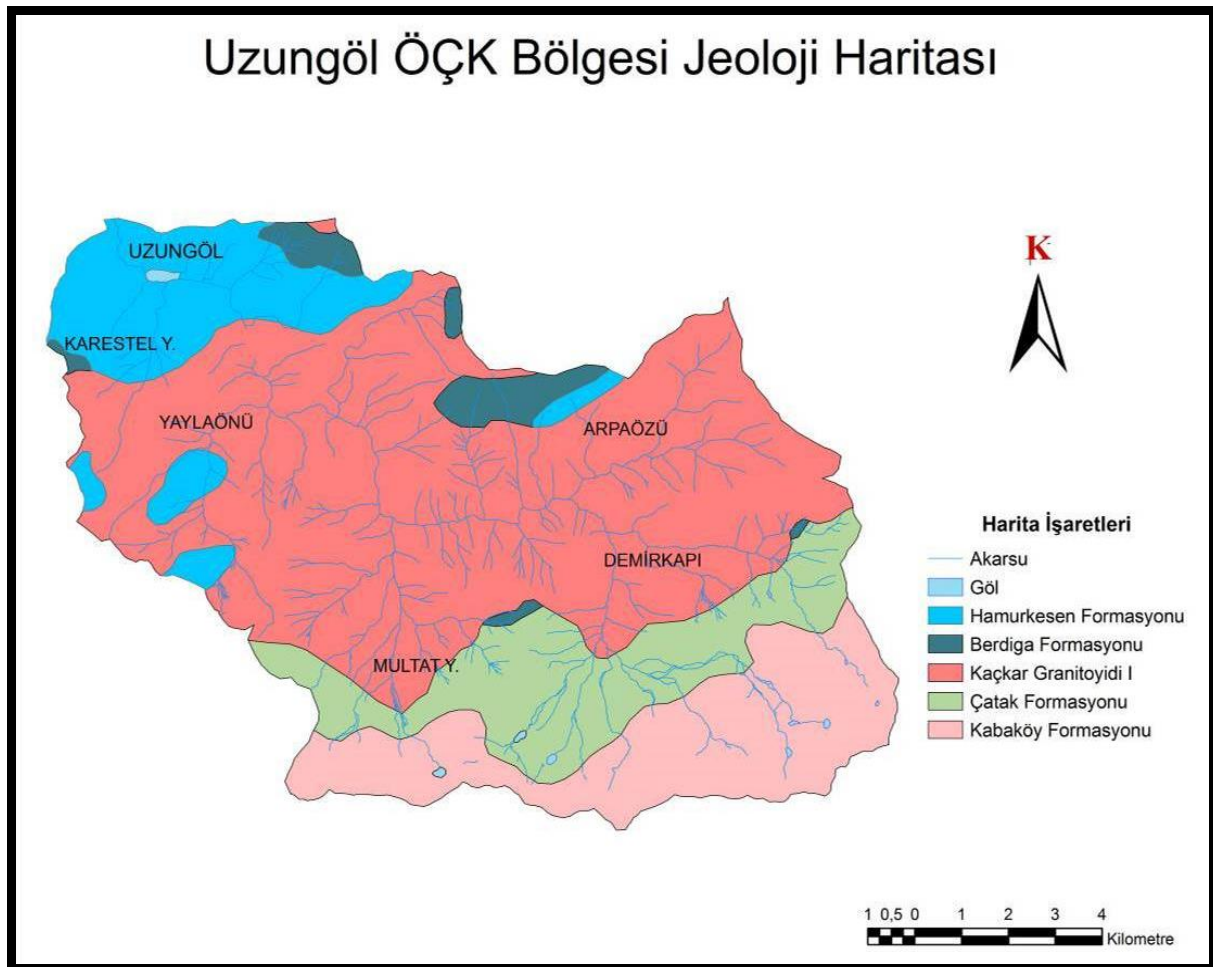 Uzungöl ÖÇK Bölgesi Jeoloji Haritası
K
UZUNGÖL
KARESTEL Y.
YAYLAÖNÜ
ARPAÖZÜ
DEMİRKAPI
MULTAT Y.
Harita İşaretleri
Akarsu
Göl
Hamurkesen Formasyonu
Berdiga Formasyonu
Kaçkar Granitoyidi I
Çatak Formasyonu
Kabaköy Formasyonu
1 0,5 0 1 2 3 4
Kilometre